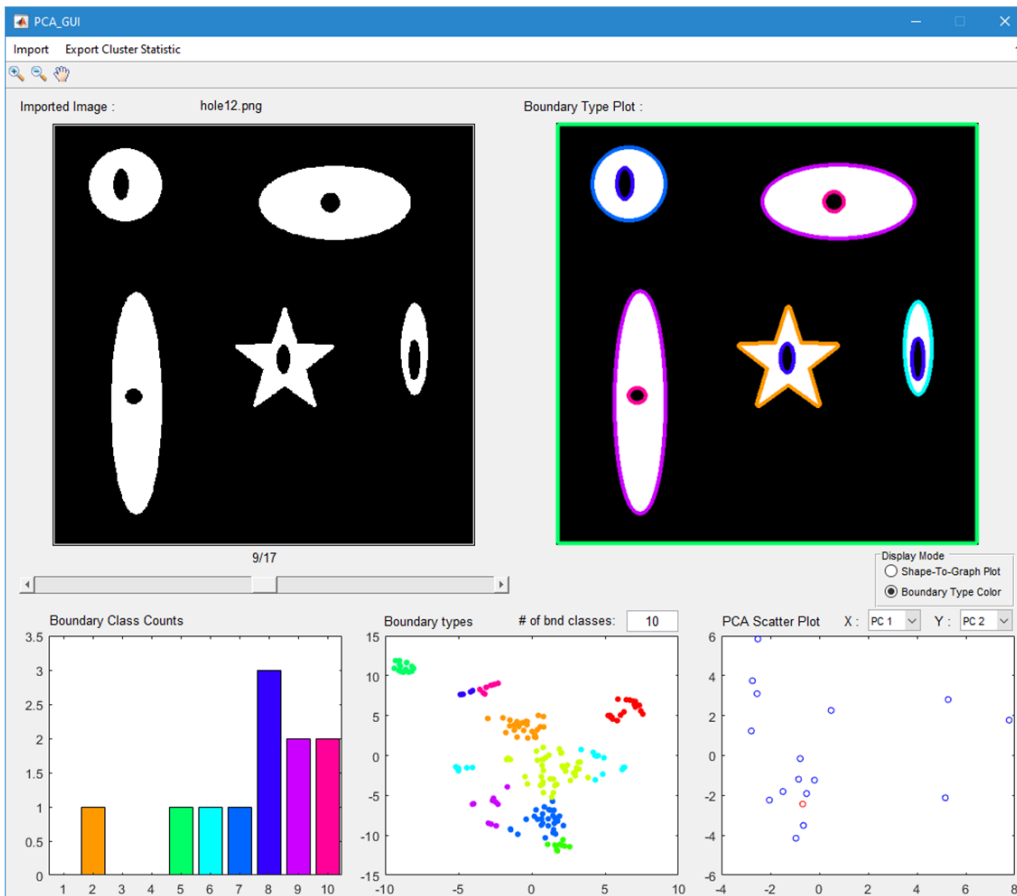 PCA_GUI
Import Export Cluster Statistic
Imported Image : hole12.png
Boundary Type Plot :
9/17
Display Mode
Shape-To-Graph Plot
Boundary Type Color
Boundary Class Counts
3.5
3
2.5
2
1.5
1
0.5
0
1 2 3 4 5 6 7 8 9 10
Boundary types # of bnd classes: 10
15
10
5
0
-5
-10
-15
-10 -5 0 5 10
PCA Scatter Plot X : PC 1 Y : PC 2
6
4
2
0
-2
-4
-6
-4 -2 0 2 4 6 8